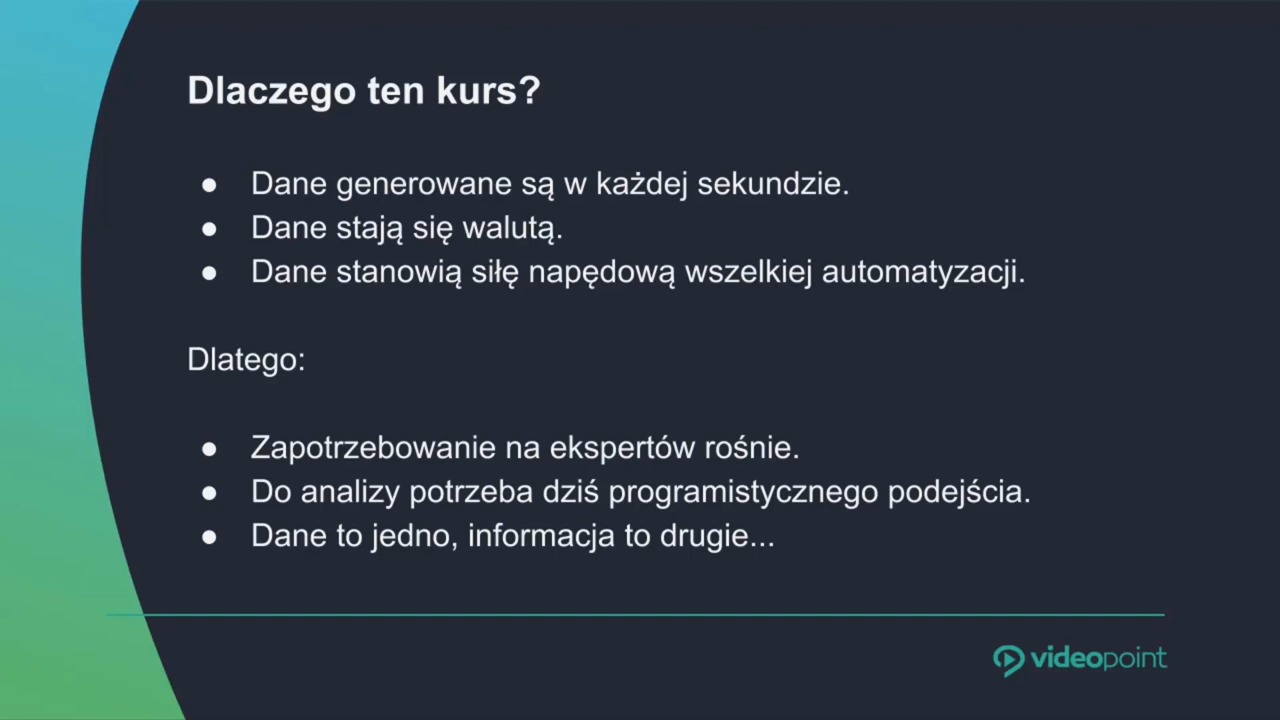 Dlaczego ten kurs?
● Dane generowane są w każdej sekundzie.
● Dane stają się walutą.
● Dane stanowią siłę napędową wszelkiej automatyzacji.
Dlatego:
● Zapotrzebowanie na ekspertów rośnie.
● Do analizy potrzeba dziś programistycznego podejścia.
● Dane to jedno, informacja to drugie...
videopoint